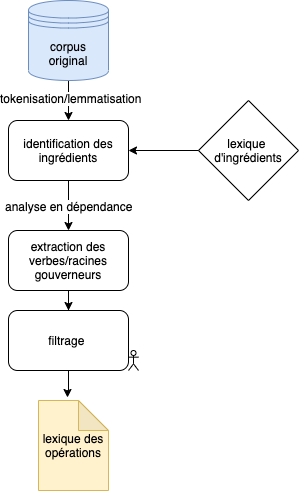 corpus
original
tokenisation/lemmatisation
identification des
ingrédients
lexique
d'ingrédients
analyse en dépendance
extraction des
verbes/racines
gouverneurs
filtrage
lexique des
opérations